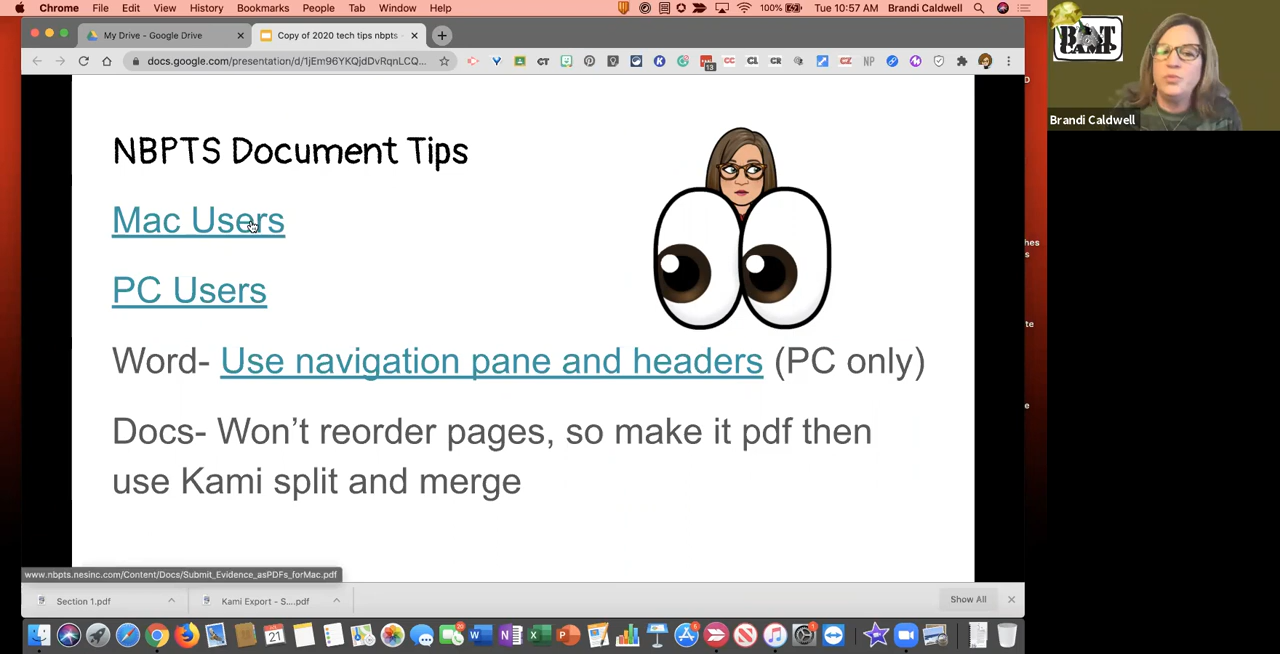 Chrome File Edit View History Bookmarks People Tab Window Help 100% Tue 10:57 AM Brandi Caldwell
My Drive - Google Drive
Copy of 2020 tech tips nbpts
docs.google.com/presentation/d/1jEm96YKQjdDvRqnLCQ...
NBPTS Document Tips
Mac Users
PC Users
Word- Use navigation pane and headers (PC only)
Docs- Won't reorder pages, so make it pdf then
use Kami split and merge
www.nbpts.nesinc.com/Content/Docs/Submit_Evidence_asPDFs_forMac.pdf
Section 1.pdf
Kami Export - S....pdf
Show All
BOOT
CAMP
Brandi Caldwell